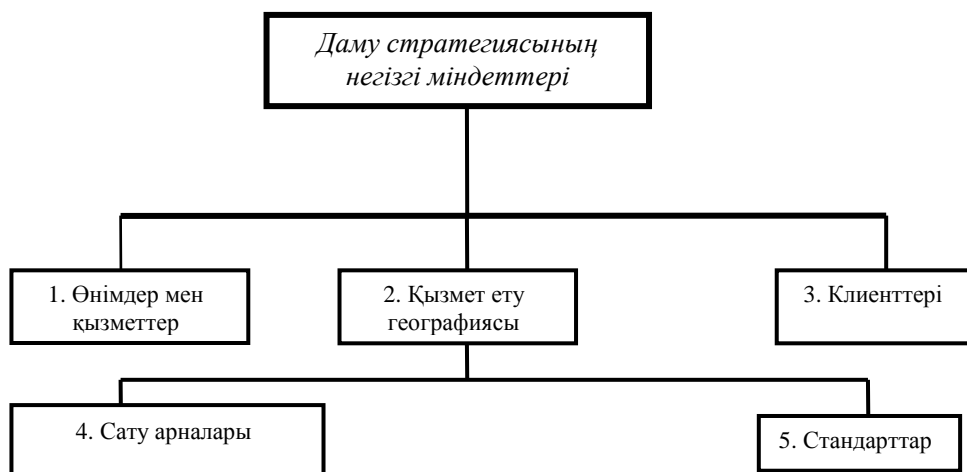 Даму стратегиясының
негізгі міндеттері
1. Өнімдер мен
қызметтер
2. Қызмет ету
географиясы
3. Клиенттері
4. Сату арналары
5. Стандарттар